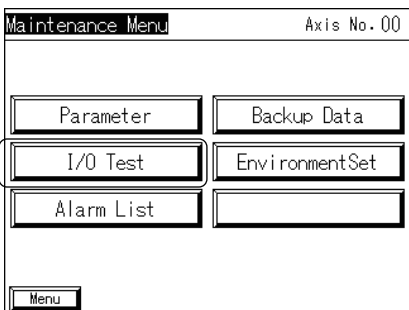 Maintenance Menu Axis No. 00
Parameter Backup Data
I/O Test EnvironmentSet
Alarm List
Menu